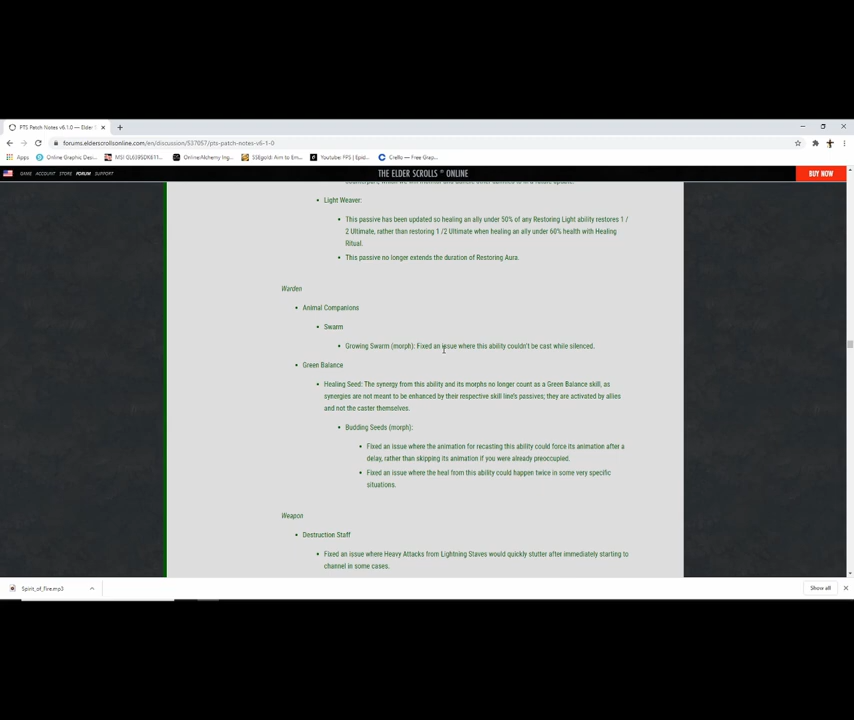 PTS Patch Notes v6.1.0 — Elder S
forums.elderscrollsonline.com/en/discussion/537057/pts-patch-notes-v6-1-0
Apps Online Graphic Desi... MSI GL639SDK611... Online:Alchemy Ing... SSEgold: Aim to Em... Youtube: FPS | Epid... Crello — Free Grap...
GAME ACCOUNT STORE FORUM SUPPORT THE ELDER SCROLLS ® ONLINE BUY NOW
• Light Weaver:
• This passive has been updated so healing an ally under 50% of any Restoring Light ability restores 1 /
2 Ultimate, rather than restoring 1 /2 Ultimate when healing an ally under 60% health with Healing
Ritual.
• This passive no longer extends the duration of Restoring Aura.
Warden
• Animal Companions
• Swarm
• Growing Swarm (morph): Fixed an issue where this ability couldn't be cast while silenced.
• Green Balance
• Healing Seed: The synergy from this ability and its morphs no longer count as a Green Balance skill, as
synergies are not meant to be enhanced by their respective skill line's passives; they are activated by allies
and not the caster themselves.
• Budding Seeds (morph):
• Fixed an issue where the animation for recasting this ability could force its animation after a
delay, rather than skipping its animation if you were already preoccupied.
• Fixed an issue where the heal from this ability could happen twice in some very specific
situations.
Weapon
• Destruction Staff
• Fixed an issue where Heavy Attacks from Lightning Staves would quickly stutter after immediately starting to
channel in some cases.
Spirit_of_Fire.mp3 Show all